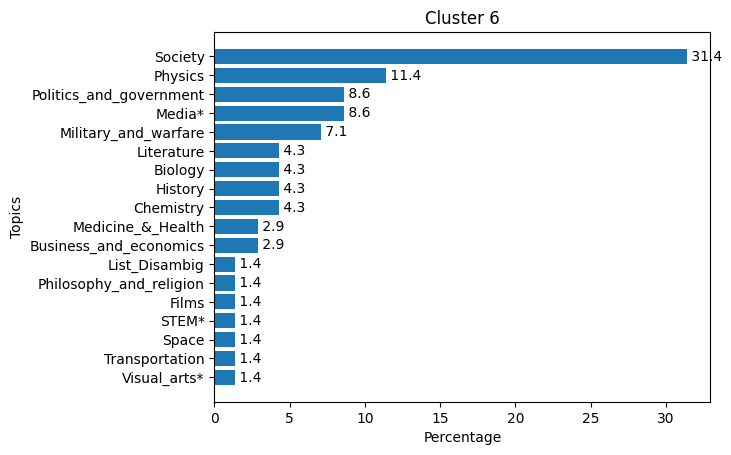 Cluster 6
Society 31.4
Physics 11.4
Politics_and_government 8.6
Media* 8.6
Military_and_warfare 7.1
Literature 4.3
Biology 4.3
History 4.3
Chemistry 4.3
Medicine_&_Health 2.9
Business_and_economics 2.9
List_Disambig 1.4
Philosophy_and_religion 1.4
Films 1.4
STEM* 1.4
Space 1.4
Transportation 1.4
Visual_arts* 1.4
Topics
0 5 10 15 20 25 30
Percentage